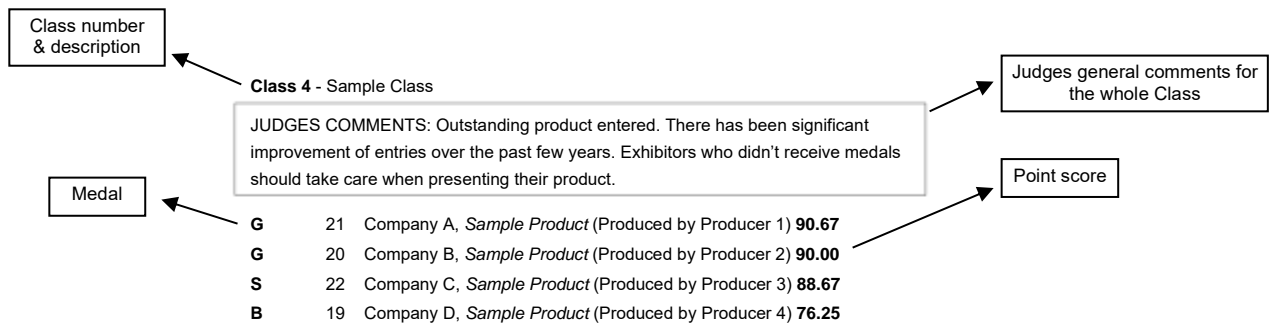 Class number
& description
Class 4 - Sample Class
Judges general comments for
the whole Class
JUDGES COMMENTS: Outstanding product entered. There has been significant
improvement of entries over the past few years. Exhibitors who didn’t receive medals
should take care when presenting their product.
Medal
Point score
G 21 Company A, Sample Product (Produced by Producer 1) 90.67
G 20 Company B, Sample Product (Produced by Producer 2) 90.00
S 22 Company C, Sample Product (Produced by Producer 3) 88.67
B 19 Company D, Sample Product (Produced by Producer 4) 76.25